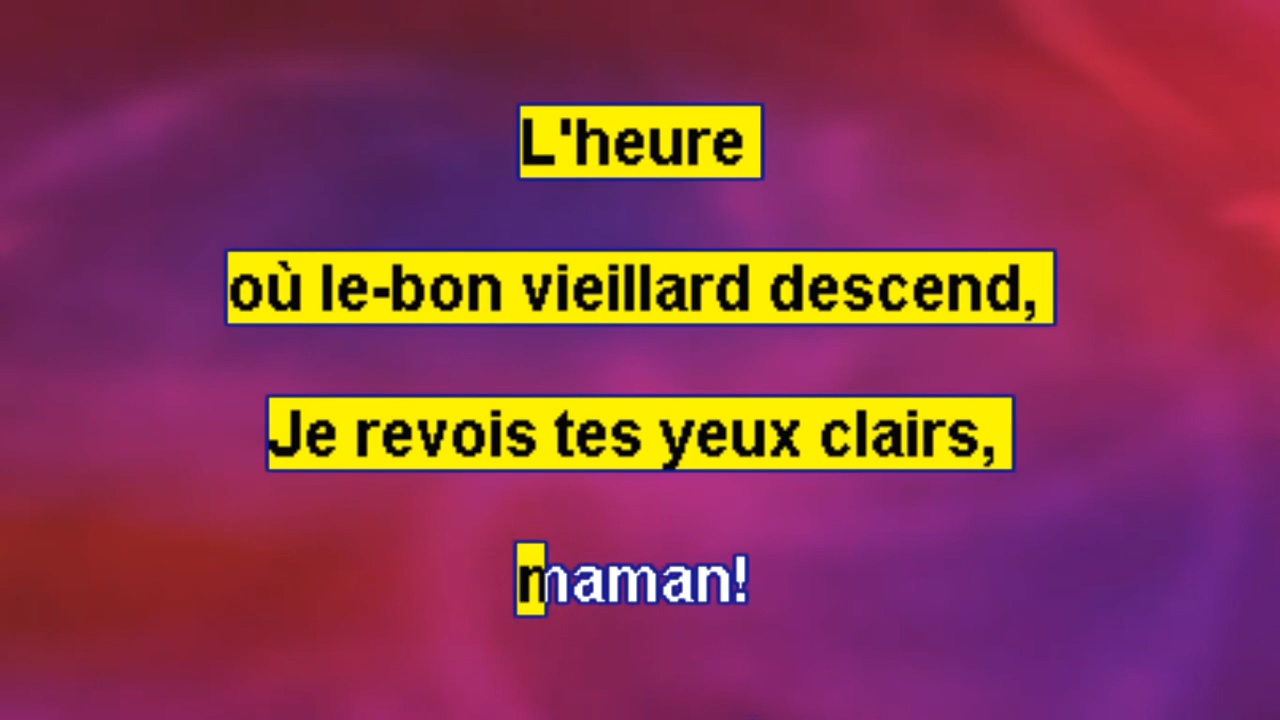 L'heure
où le-bon vieillard descend,
Je revois tes yeux clairs,
maman!